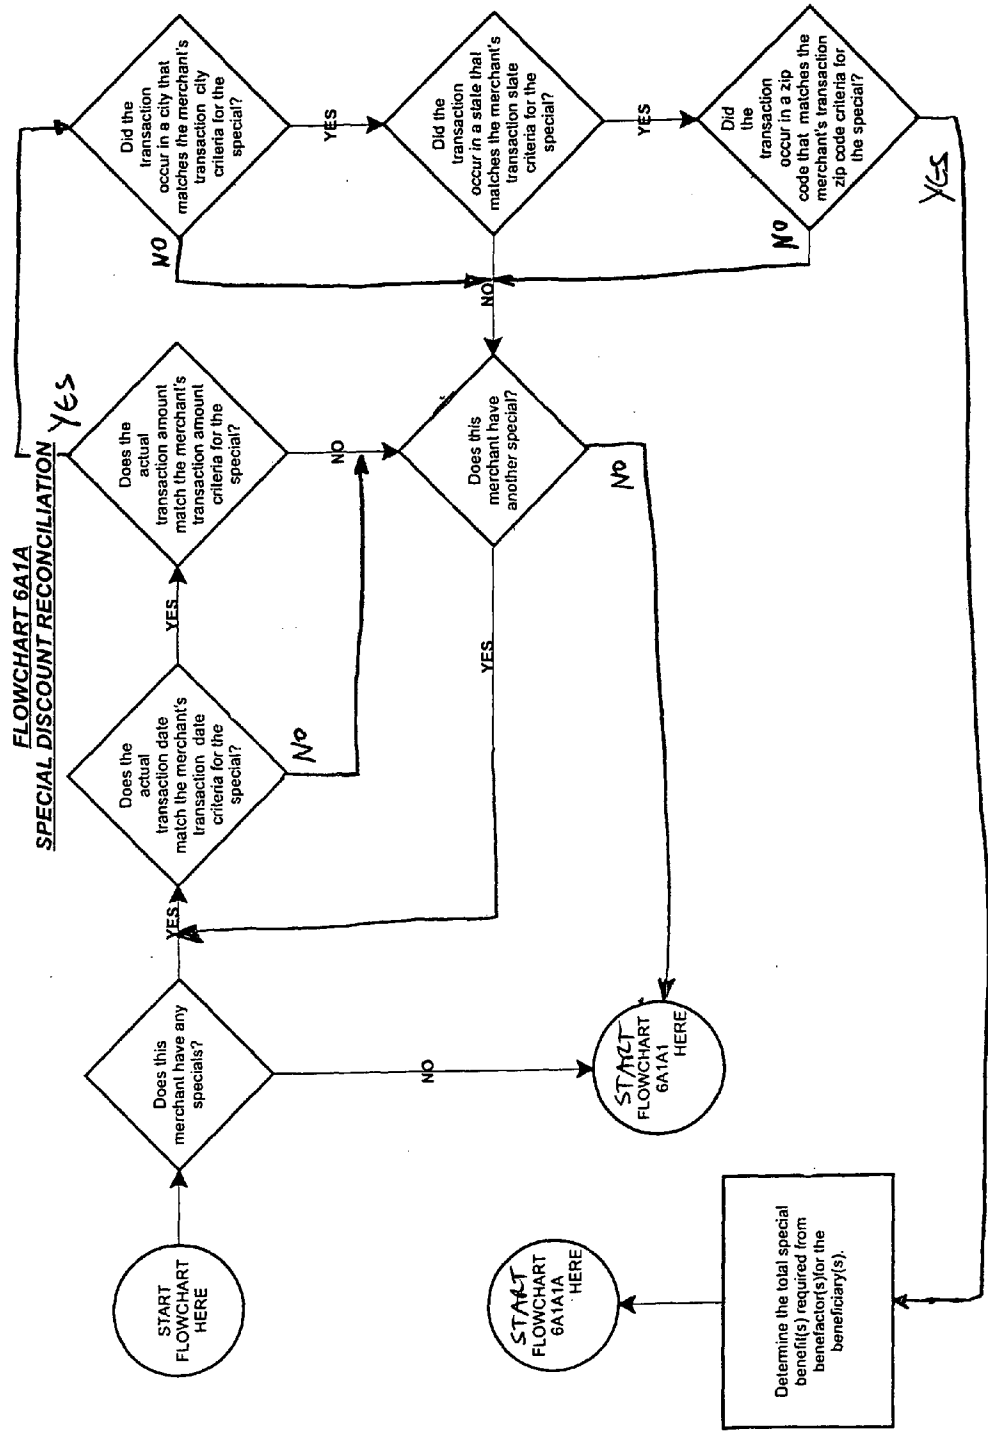 FLOWCHART 6A1A
SPECIAL DISCOUNT RECONCILIATION
START
FLOWCHART
HERE
Does this
merchant have any
specials?
YES
NO
Does the
actual
transaction date
match the merchant's
transaction date
criteria for the
special?
YES
NO
Does the
actual
transaction amount
match the merchant's
transaction amount
criteria for the
special?
YES
NO
Did the
transaction
occur in a city that
matches the merchant's
transaction city
criteria for the
special?
NO
YES
Did the
transaction
occur in a state that
matches the merchant's
transaction state
criteria for the
special?
NO
YES
Did
the
transaction
occur in a zip
code that matches the
merchant's transaction
zip code criteria for
the special?
NO
YES
Does this
merchant have
another special?
YES
NO
START
FLOWCHART
6A1A1
HERE
START
FLOWCHART
6A1A1A
HERE
Determine the total special
benefit(s) required from
benefactor(s)for the
beneficiary(s).